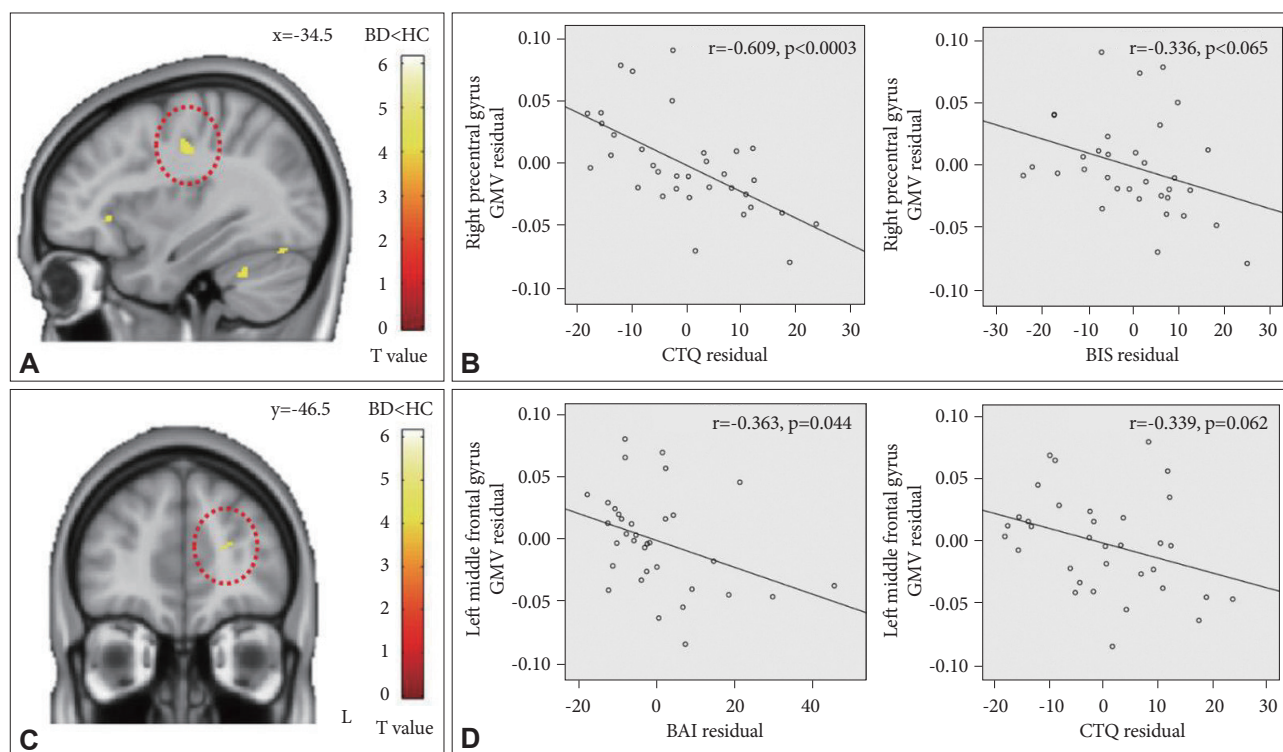 x=-34.5
BD<HC
6
5
4
3
2
1
0
T value
A
Right precentral gyrus
GMV residual
0.10
0.05
0.00
-0.05
-0.10
r=-0.609, p<0.0003
-20 -10 0 10 20 30
CTQ residual
B
Right precentral gyrus
GMV residual
0.10
0.05
0.00
-0.05
-0.10
r=-0.336, p<0.065
-30 -20 -10 0 10 20 30
BIS residual
y=-46.5
BD<HC
6
5
4
3
2
1
0
L
T value
C
Left middle frontal gyrus
GMV residual
0.10
0.05
0.00
-0.05
-0.10
r=-0.363, p=0.044
-20 0 20 40
BAI residual
D
Left middle frontal gyrus
GMV residual
0.10
0.05
0.00
-0.05
-0.10
r=-0.339, p=0.062
-20 -10 0 10 20 30
CTQ residual